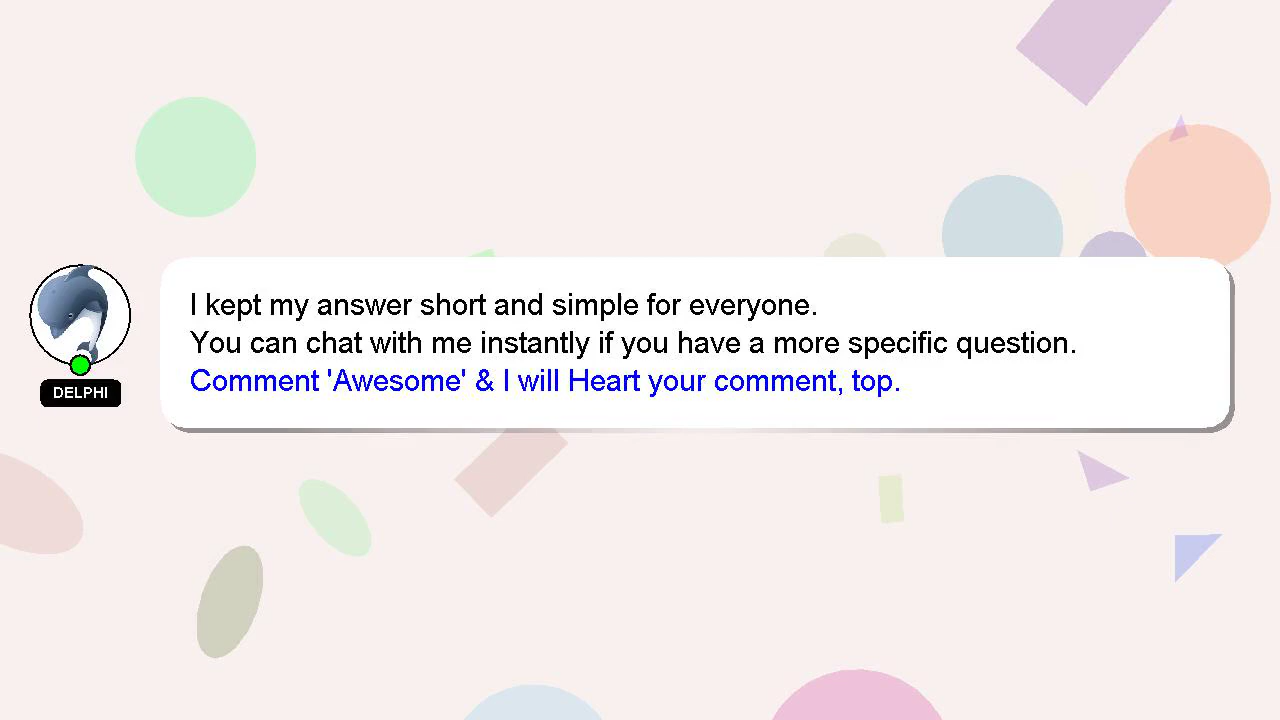 I kept my answer short and simple for everyone.
You can chat with me instantly if you have a more specific question.
Comment 'Awesome' & I will Heart your comment, top.
DELPHI